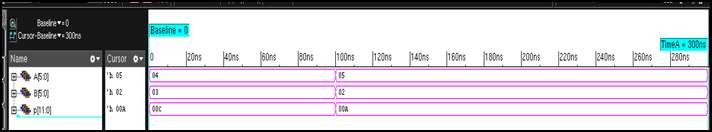 Baseline ▾= 0
Cursor-Baseline ▾= 300ns
Baseline = 0
TimeA = 300ns
Name Cursor 0 20ns 40ns 60ns 80ns 100ns 120ns 140ns 160ns 180ns 200ns 220ns 240ns 260ns 280ns
A[5:0] 'h 05 04 05
B[5:0] 'h 02 03 02
p[11:0] 'h 00A 00C 00A